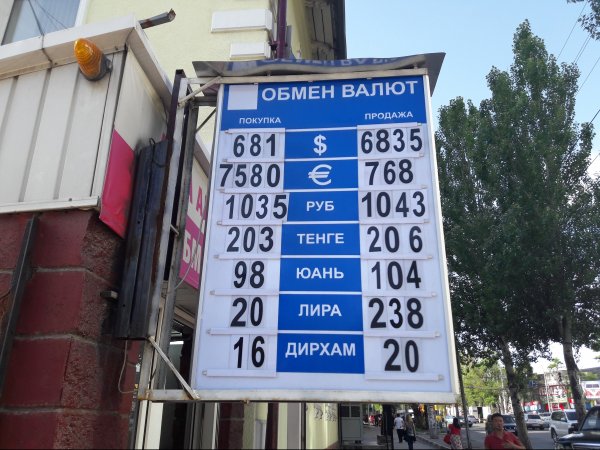 ОБМЕН ВАЛЮТ
ПОКУПКА ПРОДАЖА
681 $ 6835
7580 € 768
1035 РУБ 1043
203 ТЕНГЕ 206
98 ЮАНЬ 104
20 ЛИРА 238
16 ДИРХАМ 20